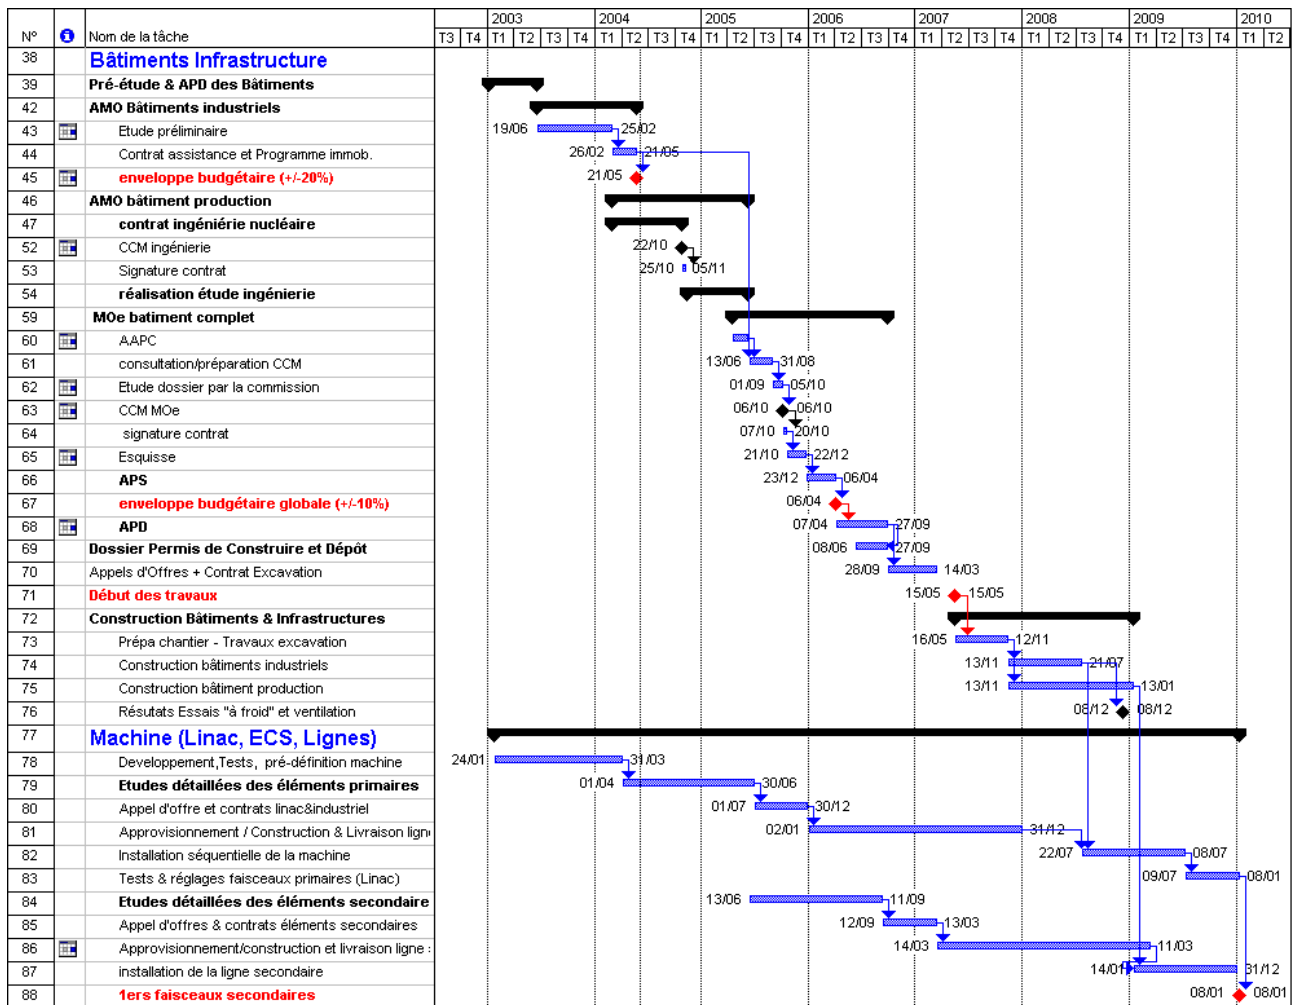 2003 2004 2005 2006 2007 2008 2009 2010
N° Nom de la tâche T3 T4 T1 T2 T3 T4 T1 T2 T3 T4 T1 T2 T3 T4 T1 T2 T3 T4 T1 T2 T3 T4 T1 T2 T3 T4 T1 T2 T3 T4 T1 T2
38 Bâtiments Infrastructure
39 Pré-étude & APD des Bâtiments
42 AMO Bâtiments industriels
43 Etude préliminaire 19/06 25/02
44 Contrat assistance et Programme immob. 26/02 21/05
45 enveloppe budgétaire (+/-20%) 21/05
46 AMO bâtiment production
47 contrat ingéniérie nucléaire
52 CCM ingénierie 22/10
53 Signature contrat 25/10 05/11
54 réalisation étude ingénierie
59 MOe batiment complet
60 AAPC
61 consultation/préparation CCM 13/06 31/08
62 Etude dossier par la commission 01/09 05/10
63 CCM MOe 06/10 06/10
64 signature contrat 07/10 20/10
65 Esquisse 21/10 22/12
66 APS 23/12 06/04
67 enveloppe budgétaire globale (+/-10%) 06/04
68 APD 07/04 27/09
69 Dossier Permis de Construire et Dépôt 08/06 27/09
70 Appels d'Offres + Contrat Excavation 28/09 14/03
71 Début des travaux 15/05 15/05
72 Construction Bâtiments & Infrastructures
73 Prépa chantier - Travaux excavation 16/05 12/11
74 Construction bâtiments industriels 13/11 21/07
75 Construction bâtiment production 13/11 13/01
76 Résultats Essais "à froid" et ventilation 08/12 08/12
77 Machine (Linac, ECS, Lignes)
78 Developpement,Tests, pré-définition machine 24/01 31/03
79 Etudes détaillées des éléments primaires 01/04 30/06
80 Appel d'offre et contrats linac&industriel 01/07 30/12
81 Approvisionnement / Construction & Livraison lign 02/01 31/12
82 Installation séquentielle de la machine 22/07 08/07
83 Tests & réglages faisceaux primaires (Linac) 09/07 08/01
84 Etudes détaillées des éléments secondaire 13/06 11/09
85 Appel d'offres & contrats éléments secondaires 12/09 13/03
86 Approvisionnement/construction et livraison ligne : 14/03 11/03
87 installation de la ligne secondaire 14/01 31/12
88 1ers faisceaux secondaires 08/01 08/01